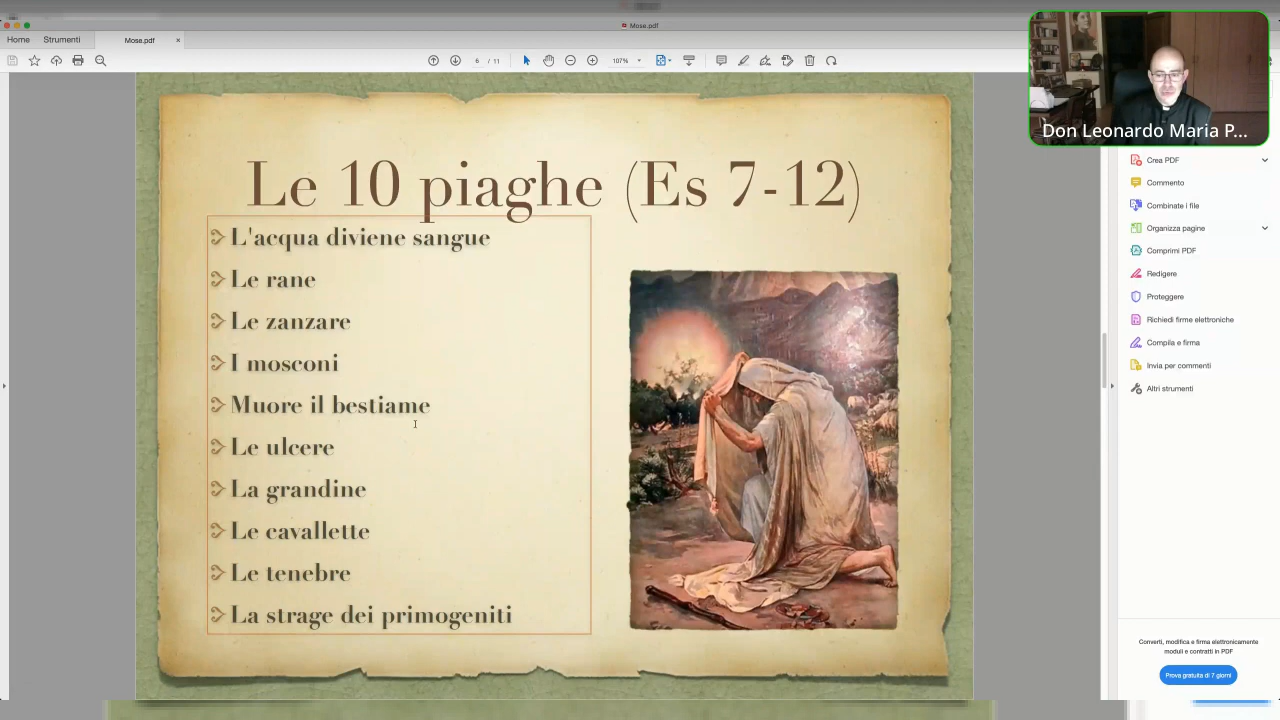 Mose.pdf
Home
Strumenti
Mose.pdf
×
6 / 11
107%
Don Leonardo Maria P...
Le 10 piaghe (Es 7-12)
L'acqua diviene sangue
Le rane
Le zanzare
I mosconi
Muore il bestiame
Le ulcere
La grandine
Le cavallette
Le tenebre
La strage dei primogeniti
Crea PDF
Commento
Combinate i file
Organizza pagine
Comprimi PDF
Redigere
Proteggere
Richiedi firme elettroniche
Compila e firma
Invia per commenti
Altri strumenti
Converti, modifica e firma elettronicamente
moduli e contratti in PDF
Prova gratuita di 7 giorni